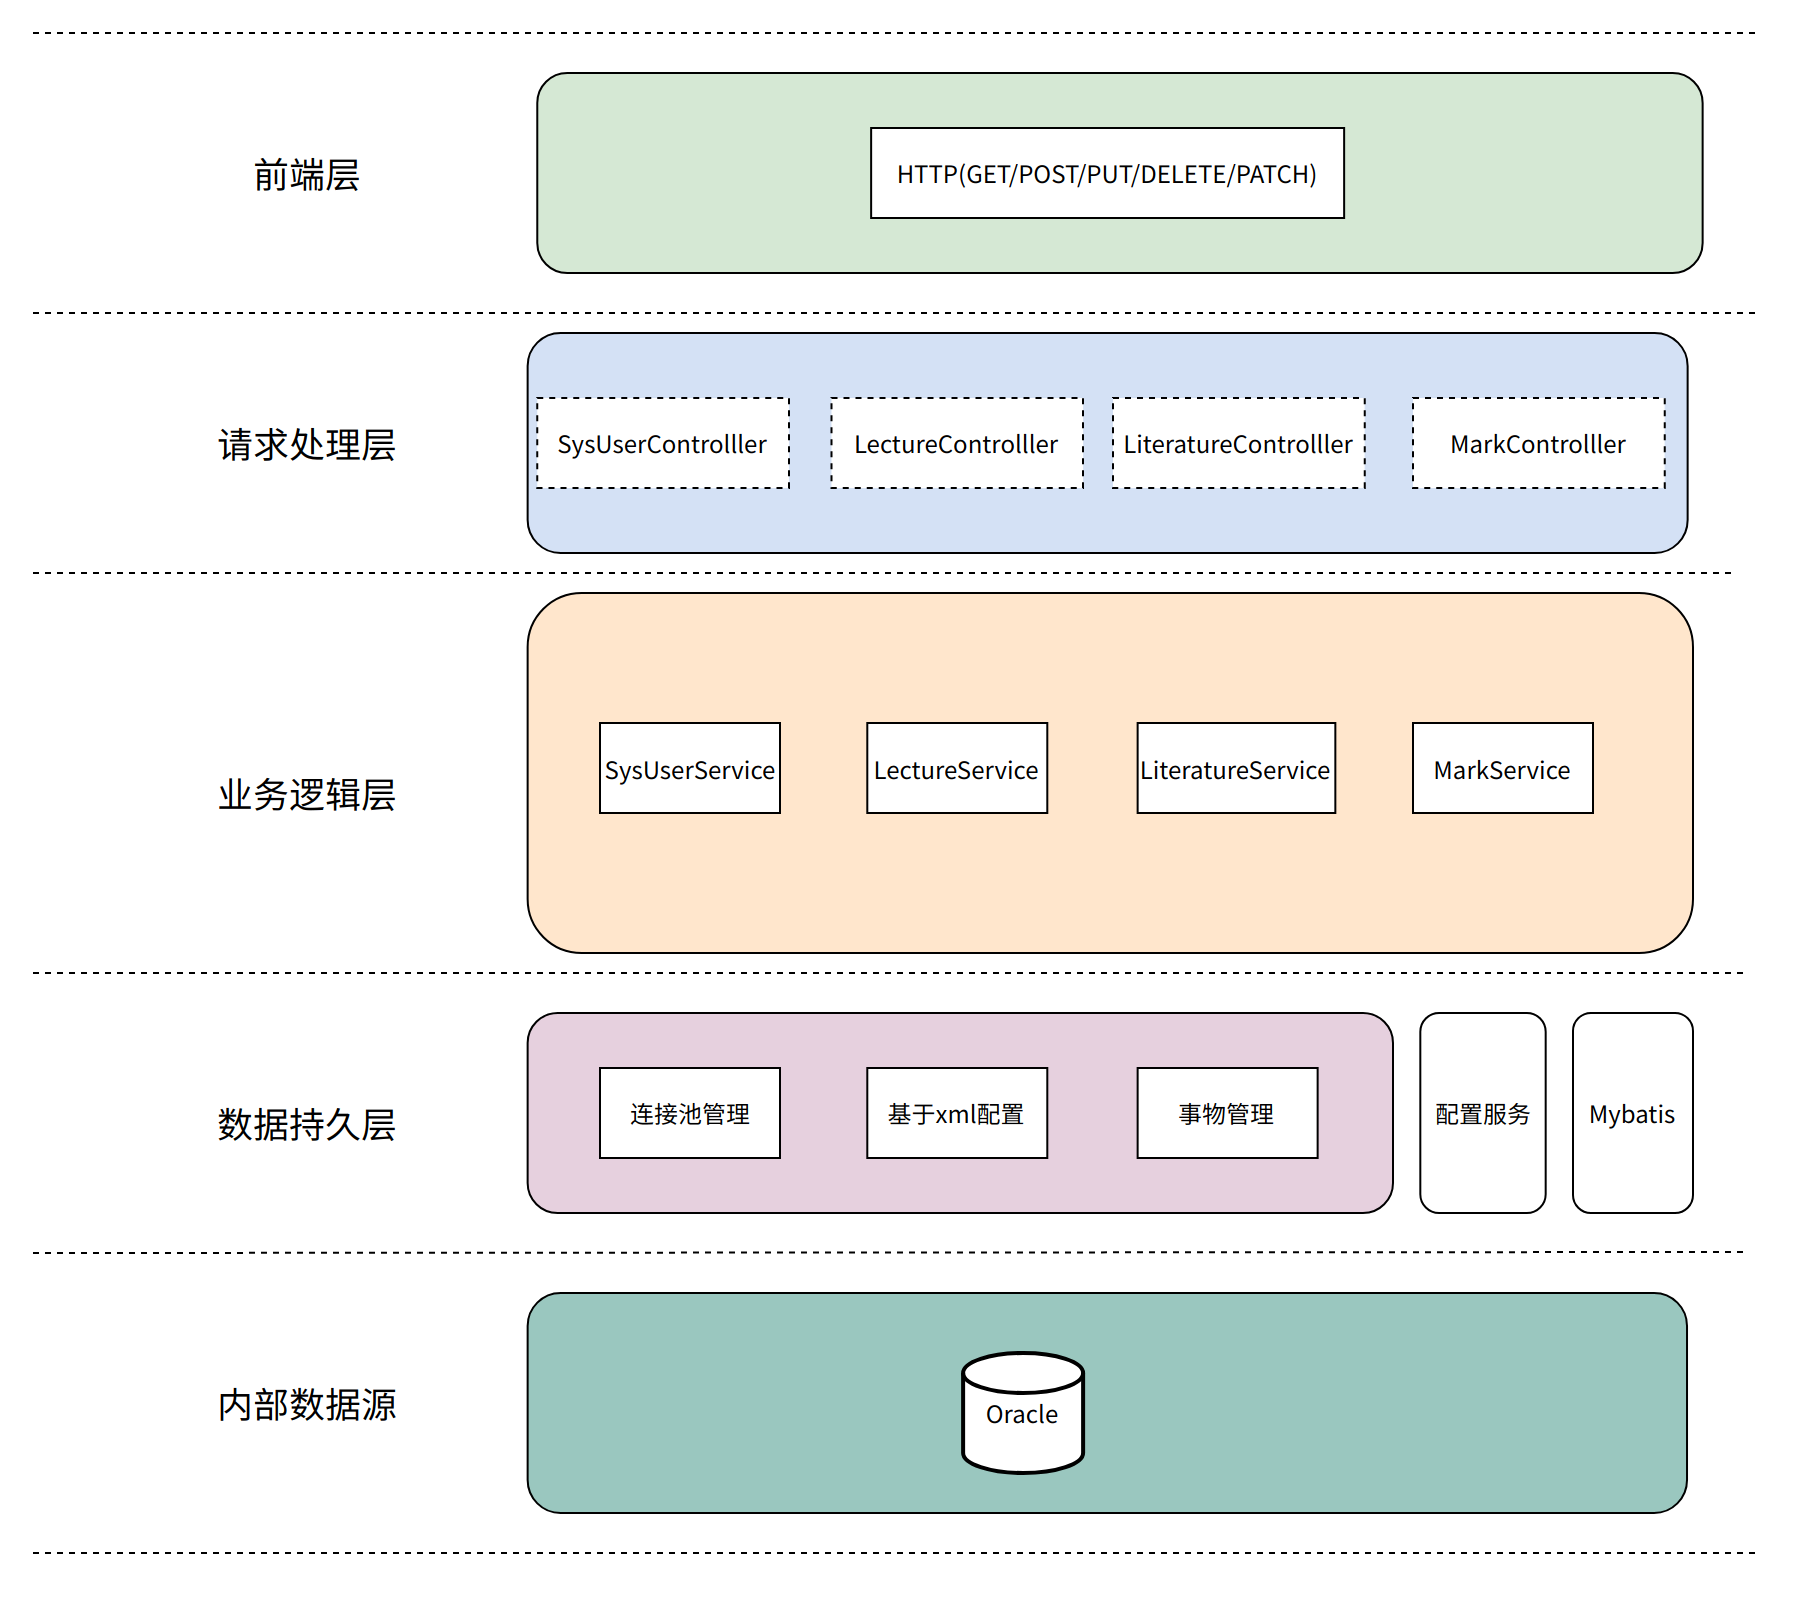 前端层
HTTP(GET/POST/PUT/DELETE/PATCH)
请求处理层
SysUserControlller
LectureControlller
LiteratureControlller
MarkControlller
业务逻辑层
SysUserService
LectureService
LiteratureService
MarkService
数据持久层
连接池管理
基于xml配置
事物管理
配置服务
Mybatis
内部数据源
Oracle